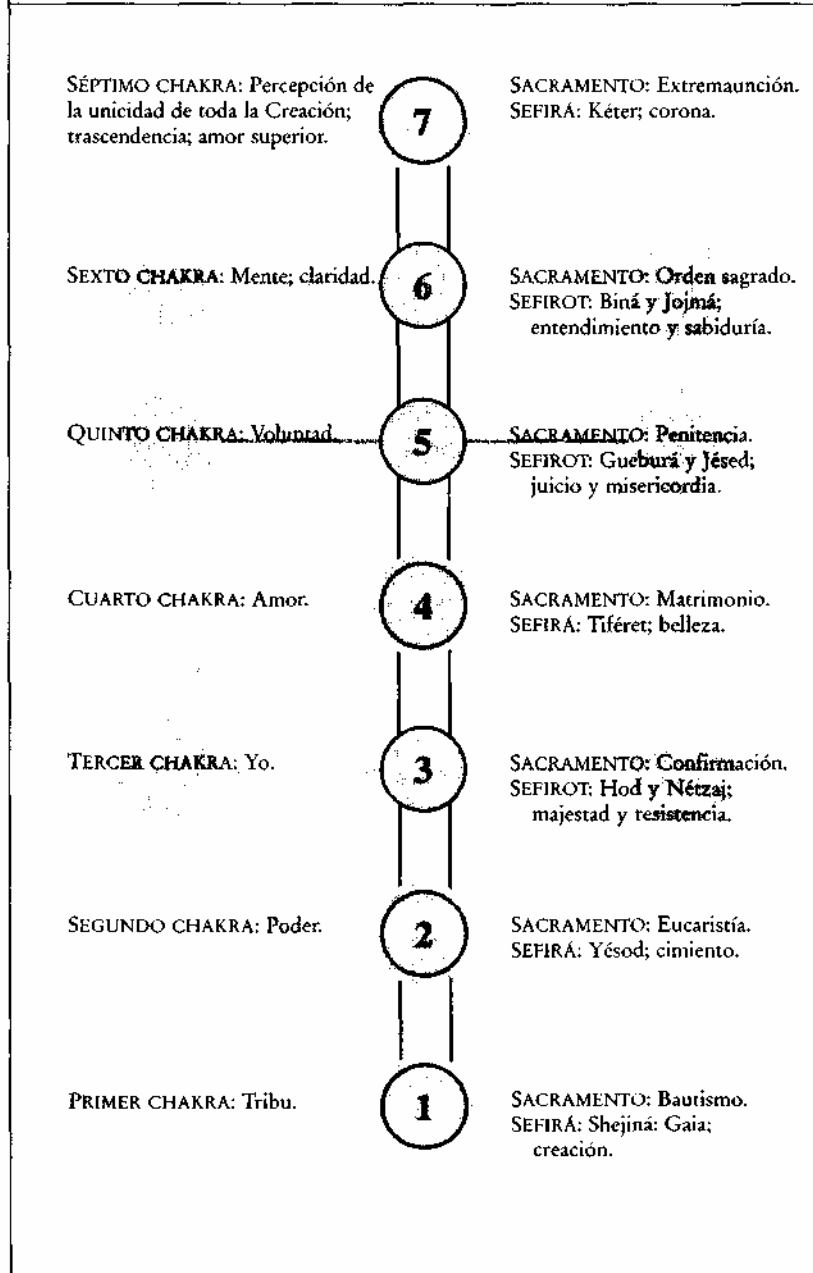 SÉPTIMO CHAKRA: Percepción de
la unicidad de toda la Creación;
trascendencia; amor superior.
7
SACRAMENTO: Extremaunción.
SEFIRÁ: Kéter; corona.
SEXTO CHAKRA: Mente; claridad.
6
SACRAMENTO: Orden sagrado.
SEFIROT: Biná y Jojmá;
entendimiento y sabiduría.
QUINTO CHAKRA: Voluntad.
5
SACRAMENTO: Penitencia.
SEFIROT: Gueburá y Jésed;
juicio y misericordia.
CUARTO CHAKRA: Amor.
4
SACRAMENTO: Matrimonio.
SEFIRÁ: Tiféret; belleza.
TERCER CHAKRA: Yo.
3
SACRAMENTO: Confirmación.
SEFIROT: Hod y Nétzaj;
majestad y resistencia.
SEGUNDO CHAKRA: Poder.
2
SACRAMENTO: Eucaristía.
SEFIRÁ: Yésod; cimiento.
PRIMER CHAKRA: Tribu.
1
SACRAMENTO: Bautismo.
SEFIRÁ: Shejiná: Gaia;
creación.